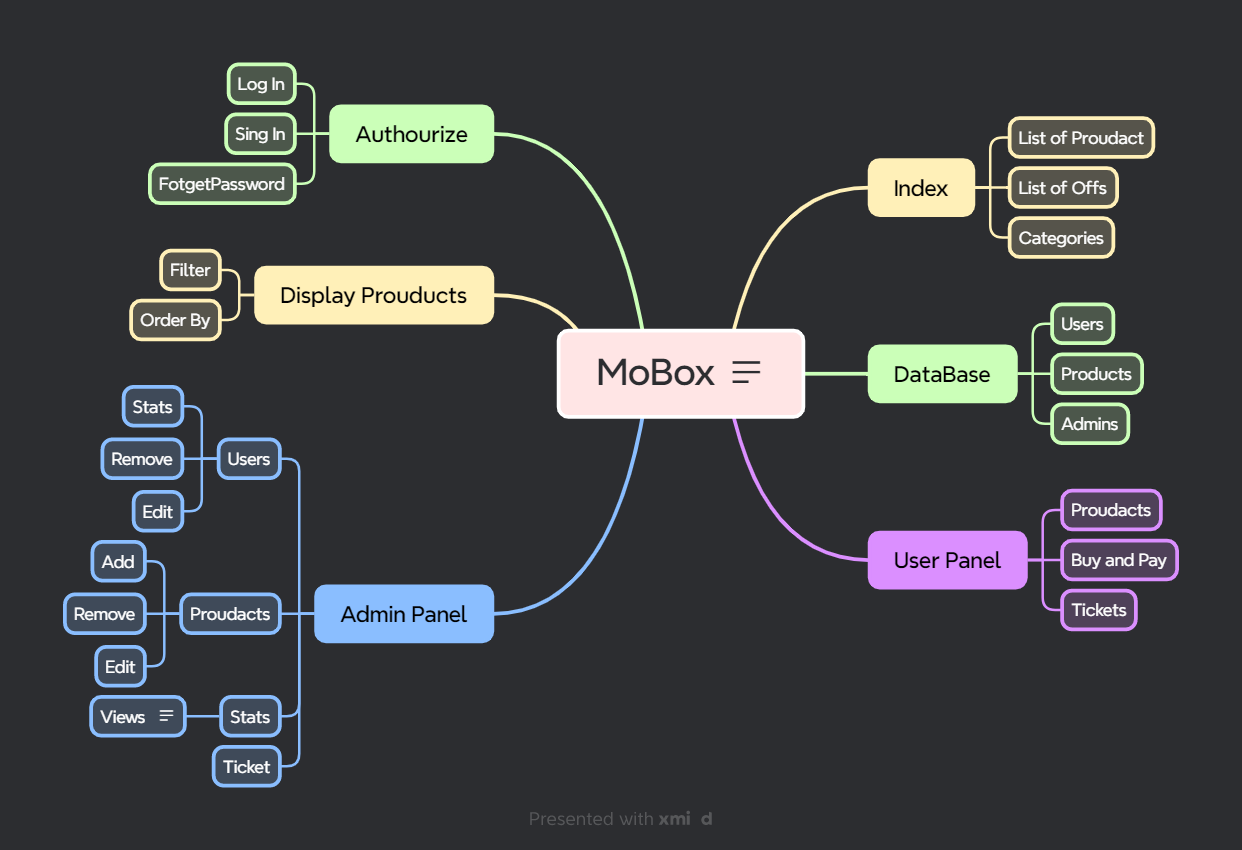 MoBox
Authourize
Log In
Sing In
FotgetPassword
Display Prouducts
Filter
Order By
Admin Panel
Users
Stats
Remove
Edit
Proudacts
Add
Remove
Edit
Stats
Views
Ticket
Index
List of Proudact
List of Offs
Categories
DataBase
Users
Products
Admins
User Panel
Proudacts
Buy and Pay
Tickets
Presented with xmi d